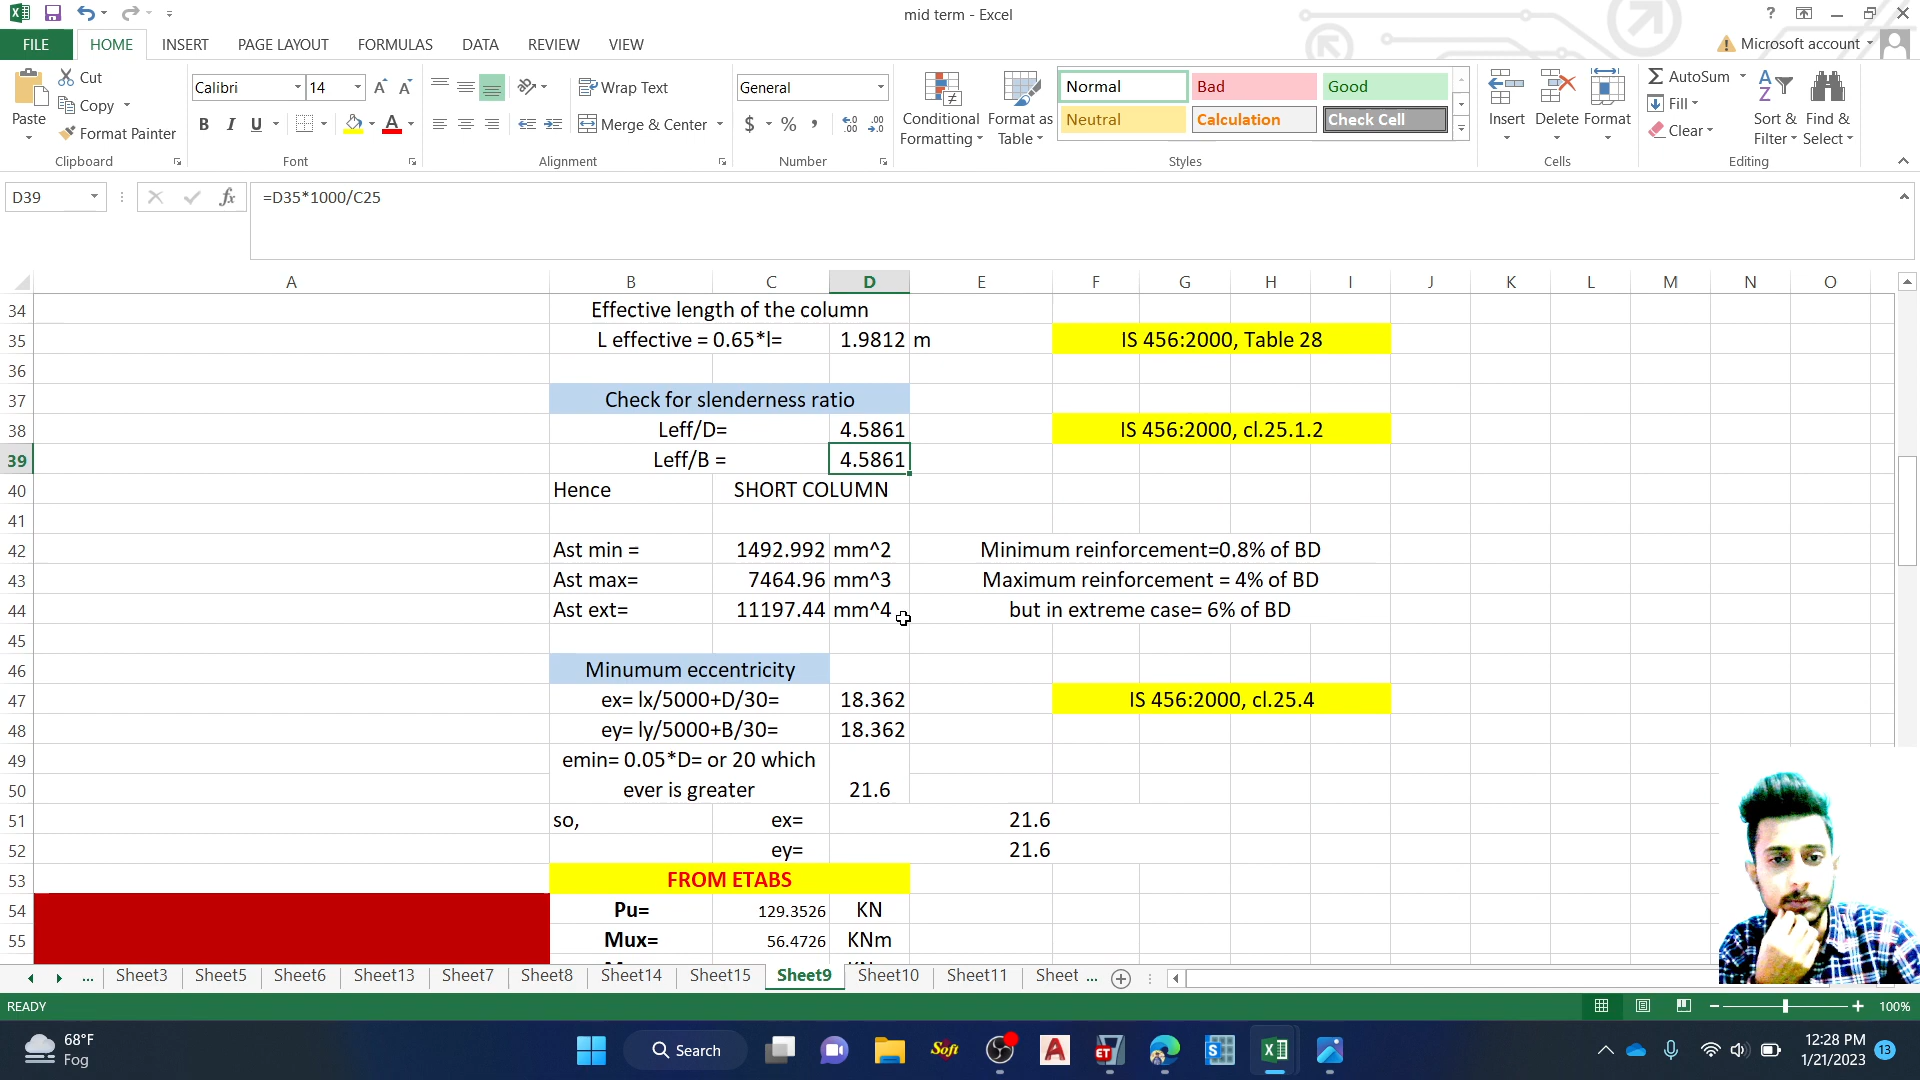 mid term - Excel
?
Microsoft account
FILE
HOME
INSERT
PAGE LAYOUT
FORMULAS
DATA
REVIEW
VIEW
Paste
Cut
Copy
Format Painter
Clipboard
Calibri
14
B I U
Font
Wrap Text
Merge & Center
Alignment
General
$ % ,
Number
Conditional Formatting
Format as Table
Normal
Bad
Good
Neutral
Calculation
Check Cell
Styles
Insert
Delete
Format
Cells
AutoSum
Fill
Clear
Sort & Filter
Find & Select
Editing
D39
fx
=D35*1000/C25
A B C D E F G H I J K L M N O
34 Effective length of the column
35 L effective = 0.65*l= 1.9812 m IS 456:2000, Table 28
36
37 Check for slenderness ratio
38 Leff/D= 4.5861 IS 456:2000, cl.25.1.2
39 Leff/B = 4.5861
40 Hence SHORT COLUMN
41
42 Ast min = 1492.992 mm^2 Minimum reinforcement=0.8% of BD
43 Ast max= 7464.96 mm^3 Maximum reinforcement = 4% of BD
44 Ast ext= 11197.44 mm^4 but in extreme case= 6% of BD
45
46 Minumum eccentricity
47 ex= lx/5000+D/30= 18.362 IS 456:2000, cl.25.4
48 ey= ly/5000+B/30= 18.362
49 emin= 0.05*D= or 20 which
50 ever is greater 21.6
51 so, ex= 21.6
52 ey= 21.6
53 FROM ETABS
54 Pu= 129.3526 KN
55 Mux= 56.4726 KNm
... Sheet3 Sheet5 Sheet6 Sheet13 Sheet7 Sheet8 Sheet14 Sheet15 Sheet9 Sheet10 Sheet11 Sheet ...
READY
100%
68°F
Fog
Search
Soft
ET
12:28 PM
1/21/2023
13